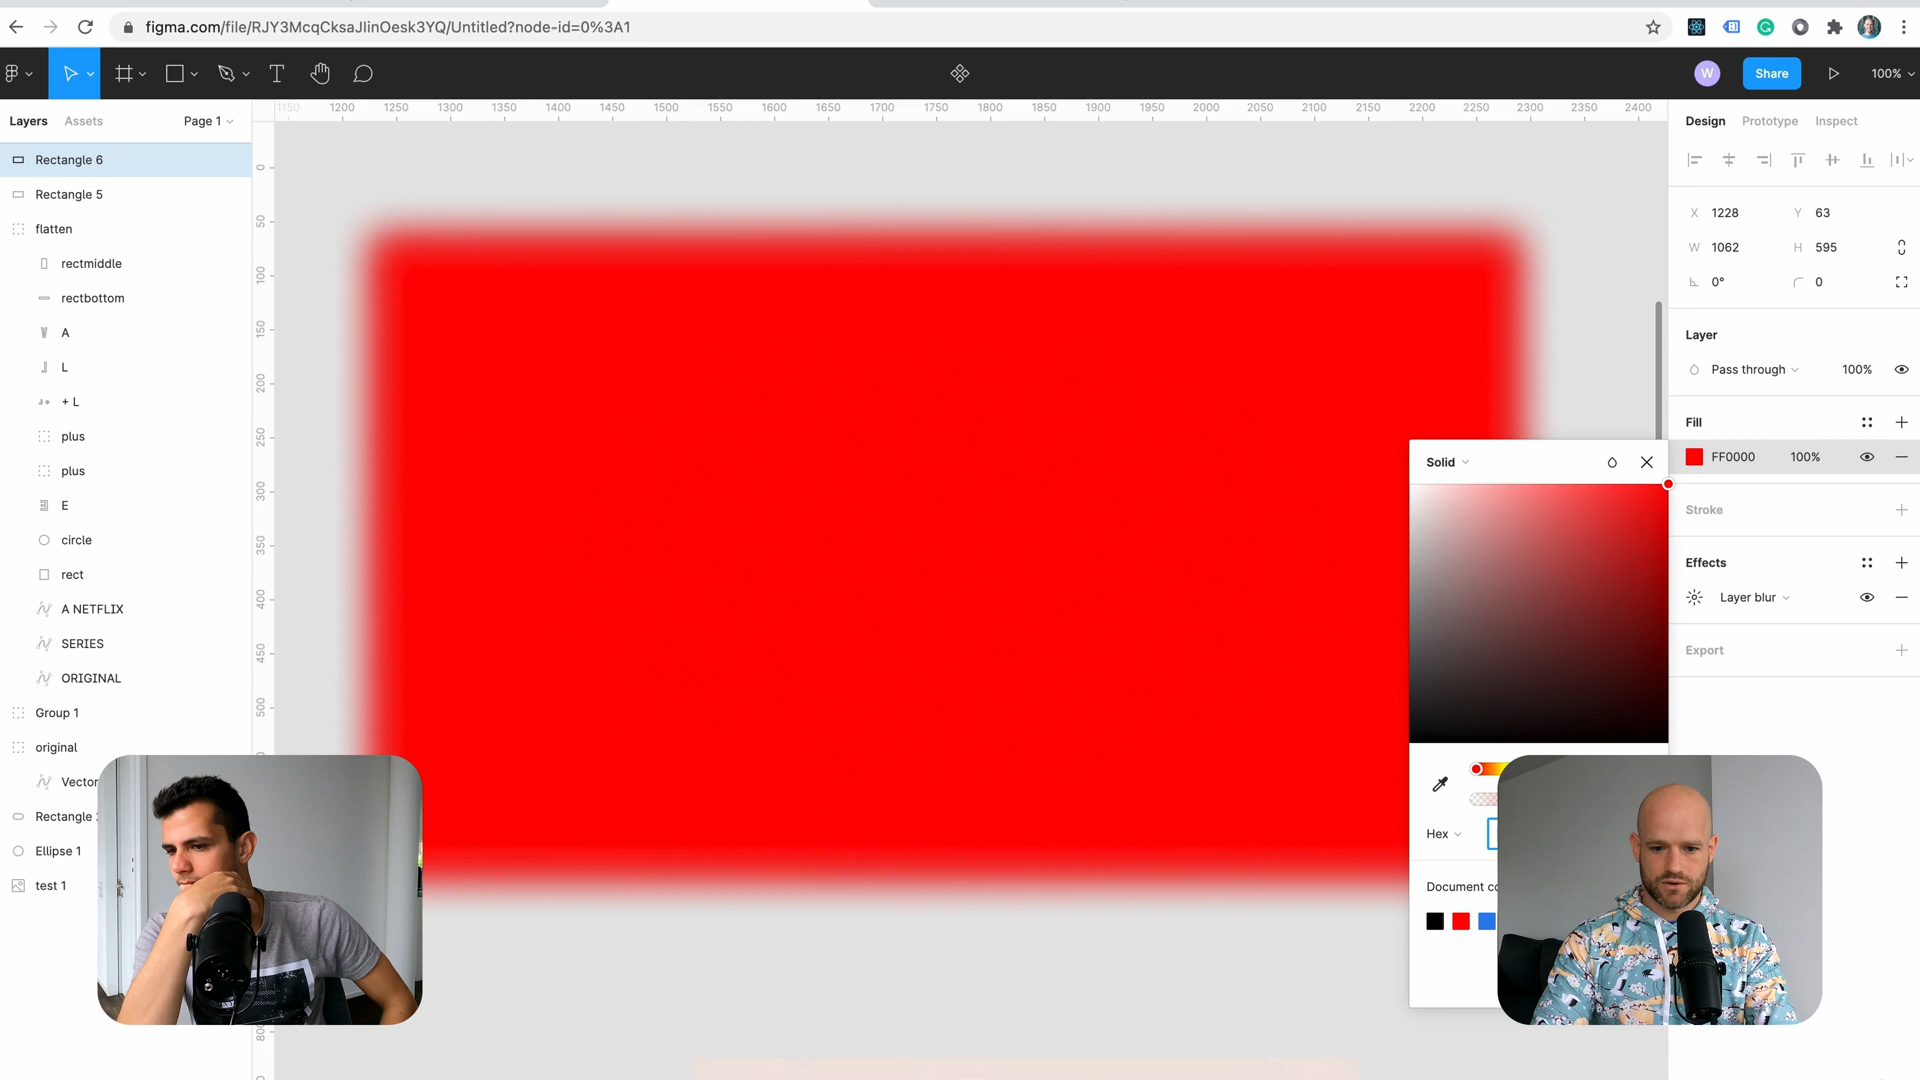 figma.com/file/RJY3McqCksaJIinOesk3YQ/Untitled?node-id=0%3A1
W
Share
100%
Layers
Assets
Page 1
1150 1200 1250 1300 1350 1400 1450 1500 1550 1600 1650 1700 1750 1800 1850 1900 1950 2000 2050 2100 2150 2200 2250 2300 2350 2400
Design
Prototype
Inspect
Rectangle 6
Rectangle 5
flatten
rectmiddle
rectbottom
A
L
+ L
plus
plus
E
circle
rect
A NETFLIX
SERIES
ORIGINAL
Group 1
original
Vector
Rectangle
Ellipse 1
test 1
0
50
100
150
200
250
300
350
400
450
500
X 1228
Y 63
W 1062
H 595
0°
0
Layer
Pass through
100%
Fill
FF0000
100%
Stroke
Effects
Layer blur
Export
Solid
Hex
Document